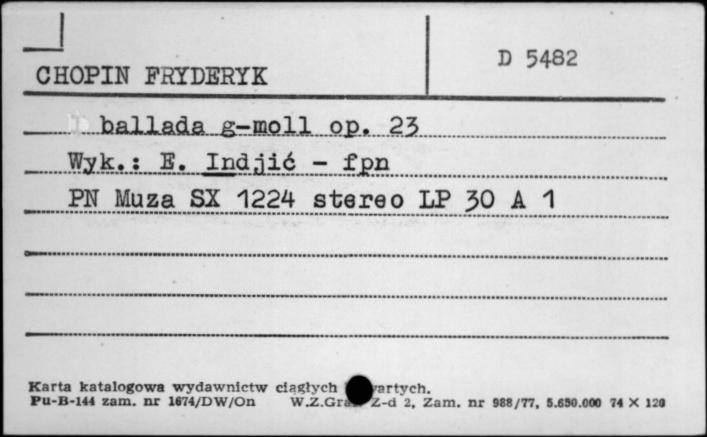 D 5482
CHOPIN FRYDERYK
ballada g-moll op. 23
Wyk.: E. Indjić - fpn
PN Muza SX 1224 stereo LP 30 A 1
Karta katalogowa wydawnictw ciągłych
Pu-B-144 zam. nr 1674/DW/On W.Z.Graf. Z-d 2, Zam. nr 988/77, 5.650.000 74 X 120